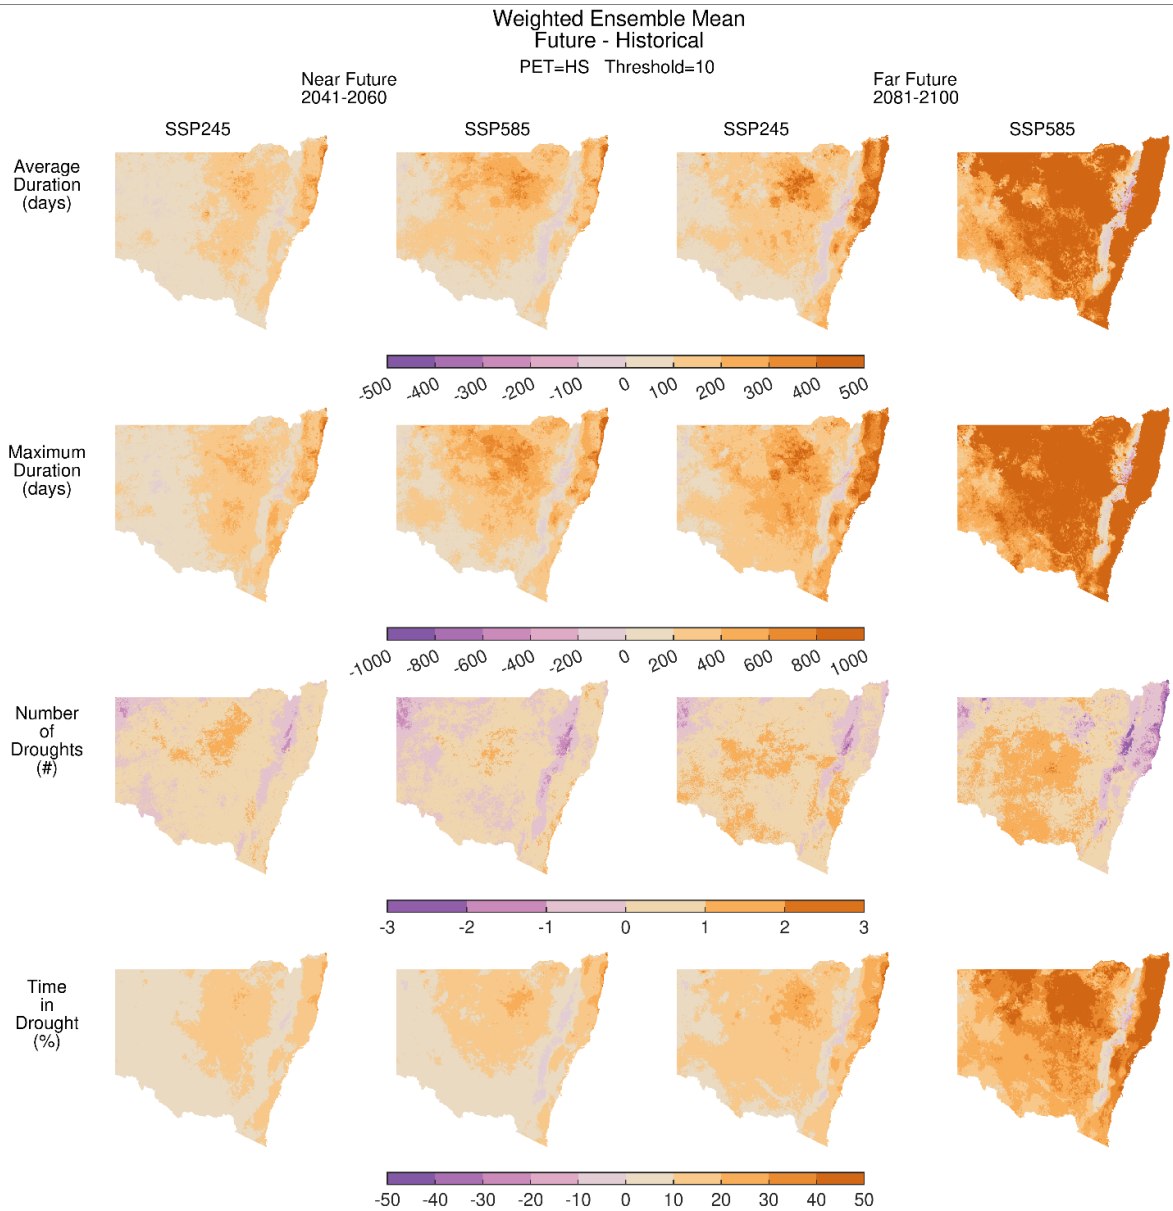 Weighted Ensemble Mean
Future - Historical
PET=HS Threshold=10
Near Future
2041-2060
Far Future
2081-2100
SSP245
SSP585
SSP245
SSP585
Average
Duration
(days)
-500 -400 -300 -200 -100 0 100 200 300 400 500
Maximum
Duration
(days)
-1000 -800 -600 -400 -200 0 200 400 600 800 1000
Number
of
Droughts
(#)
-3 -2 -1 0 1 2 3
Time
in
Drought
(%)
-50 -40 -30 -20 -10 0 10 20 30 40 50